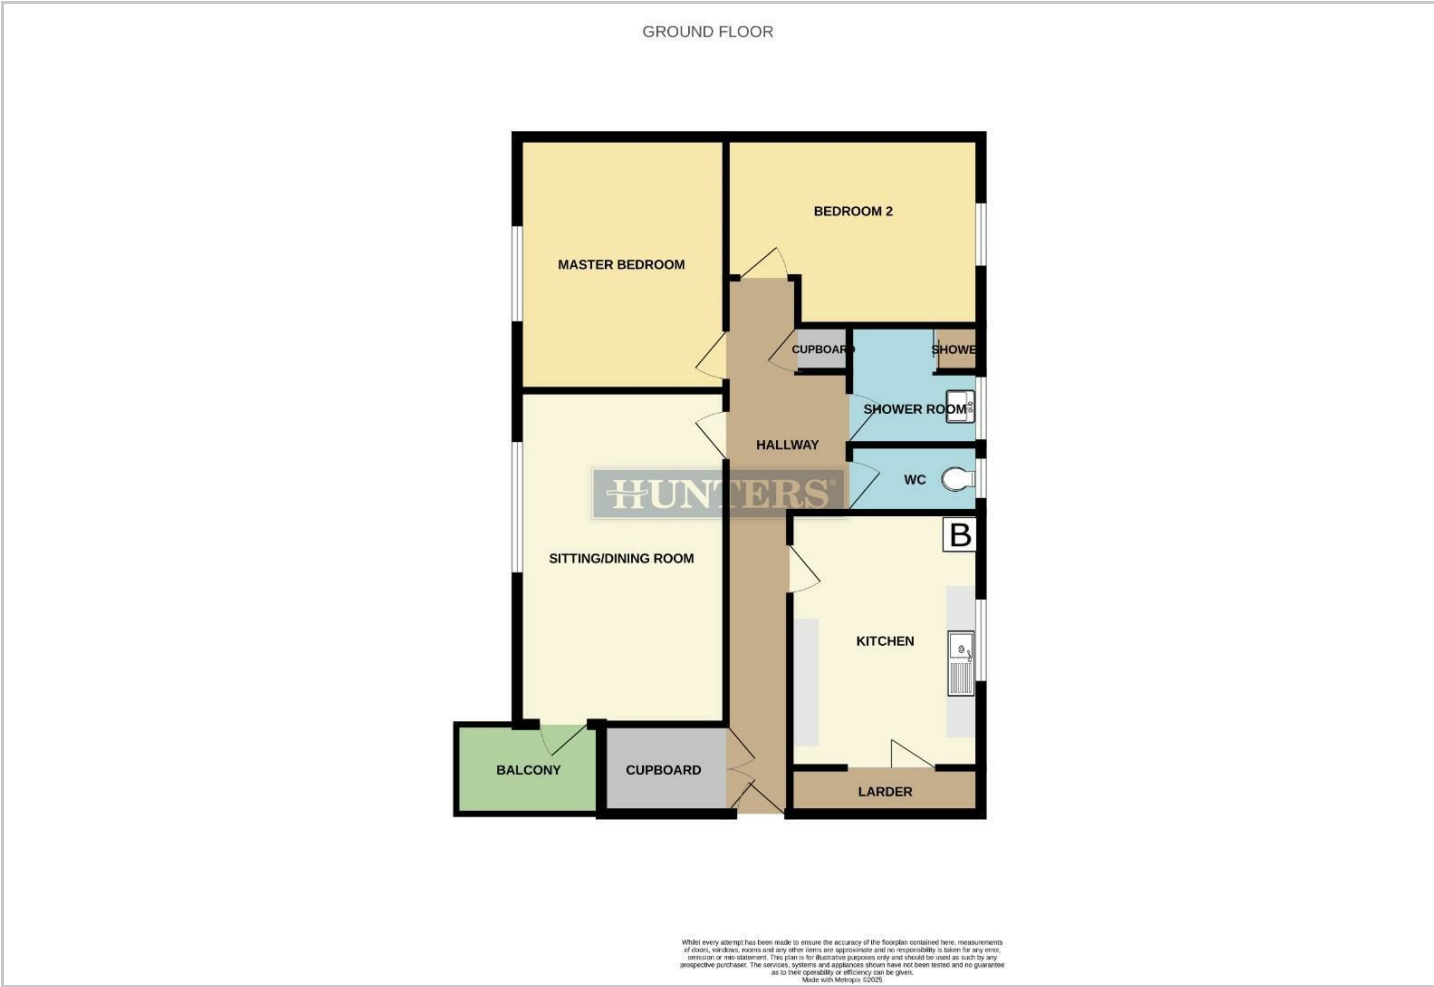 GROUND FLOOR
BEDROOM 2
MASTER BEDROOM
CUPBOARD
SHOWE
SHOWER ROOM
HALLWAY
WC
HUNTERS®
B
SITTING/DINING ROOM
KITCHEN
BALCONY
CUPBOARD
LARDER
Whilst every attempt has been made to ensure the accuracy of the floorplan contained here, measurements
of doors, windows, rooms and any other items are approximate and no responsibility is taken for any error,
omission or mis-statement. This plan is for illustrative purposes only and should be used as such by any
prospective purchaser. The services, systems and appliances shown have not been tested and no guarantee
as to their operability or efficiency can be given.
Made with Metropix ©2025